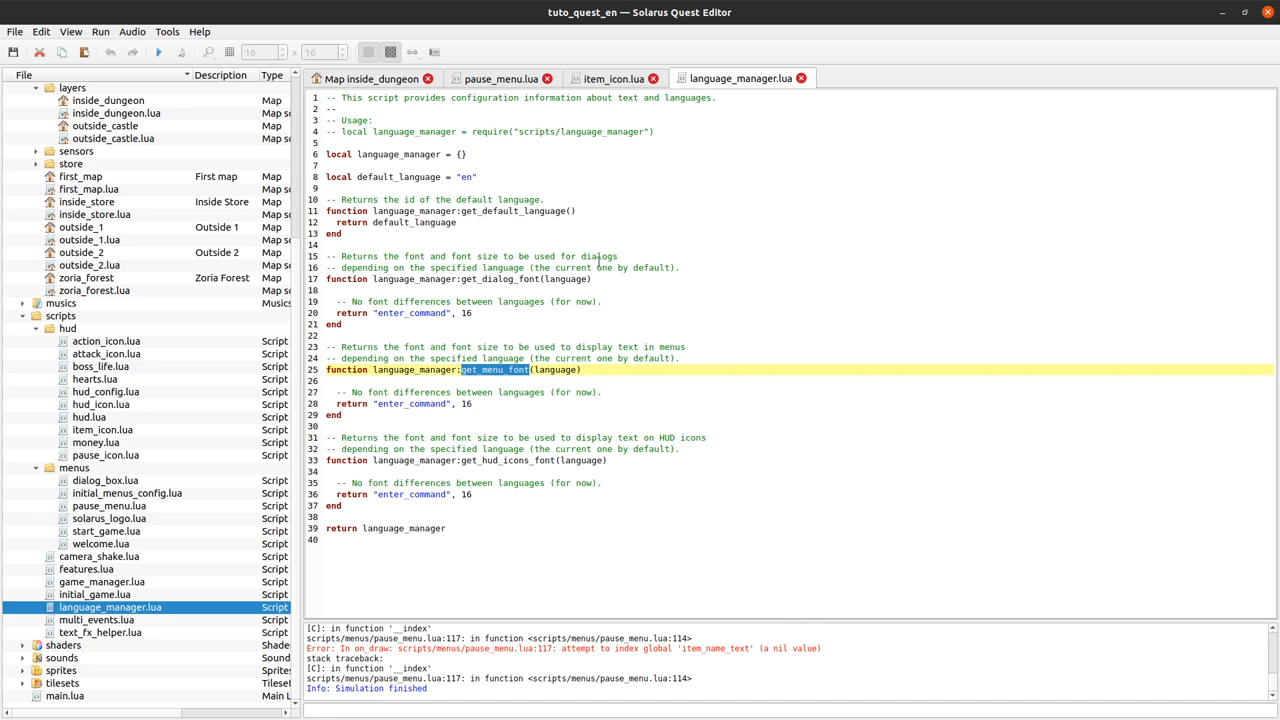 tuto_quest_en — Solarus Quest Editor
File Edit View Run Audio Tools Help
16 x 16
File Description Type
layers
inside_dungeon Map
inside_dungeon.lua Map sc
outside_castle Map
outside_castle.lua Map sc
sensors
store
first_map First map Map
first_map.lua Map sc
inside_store Inside Store Map
inside_store.lua Map sc
outside_1 Outside 1 Map
outside_1.lua Map sc
outside_2 Outside 2 Map
outside_2.lua Map sc
zoria_forest Zoria Forest Map
zoria_forest.lua Map sc
musics Musics
scripts
hud
action_icon.lua Script
attack_icon.lua Script
boss_life.lua Script
hearts.lua Script
hud_config.lua Script
hud_icon.lua Script
hud.lua Script
item_icon.lua Script
money.lua Script
pause_icon.lua Script
menus
dialog_box.lua Script
initial_menus_config.lua Script
pause_menu.lua Script
solarus_logo.lua Script
start_game.lua Script
welcome.lua Script
camera_shake.lua Script
features.lua Script
game_manager.lua Script
initial_game.lua Script
language_manager.lua Script
multi_events.lua Script
text_fx_helper.lua Script
shaders Shade
sounds Sound
sprites Sprites
tilesets Tileset
main.lua Main L
Map inside_dungeon pause_menu.lua item_icon.lua language_manager.lua
1 -- This script provides configuration information about text and languages.
2 --
3 -- Usage:
4 -- local language_manager = require("scripts/language_manager")
5
6 local language_manager = {}
7
8 local default_language = "en"
9
10 -- Returns the id of the default language.
11 function language_manager:get_default_language()
12 return default_language
13 end
14
15 -- Returns the font and font size to be used for dialogs
16 -- depending on the specified language (the current one by default).
17 function language_manager:get_dialog_font(language)
18
19 -- No font differences between languages (for now).
20 return "enter_command", 16
21 end
22
23 -- Returns the font and font size to be used to display text in menus
24 -- depending on the specified language (the current one by default).
25 function language_manager:get_menu_font(language)
26
27 -- No font differences between languages (for now).
28 return "enter_command", 16
29 end
30
31 -- Returns the font and font size to be used to display text on HUD icons
32 -- depending on the specified language (the current one by default).
33 function language_manager:get_hud_icons_font(language)
34
35 -- No font differences between languages (for now).
36 return "enter_command", 16
37 end
38
39 return language_manager
40
[C]: in function '__index'
scripts/menus/pause_menu.lua:117: in function <scripts/menus/pause_menu.lua:114>
Error: In on_draw: scripts/menus/pause_menu.lua:117: attempt to index global 'item_name_text' (a nil value)
stack traceback:
[C]: in function '__index'
scripts/menus/pause_menu.lua:117: in function <scripts/menus/pause_menu.lua:114>
Info: Simulation finished